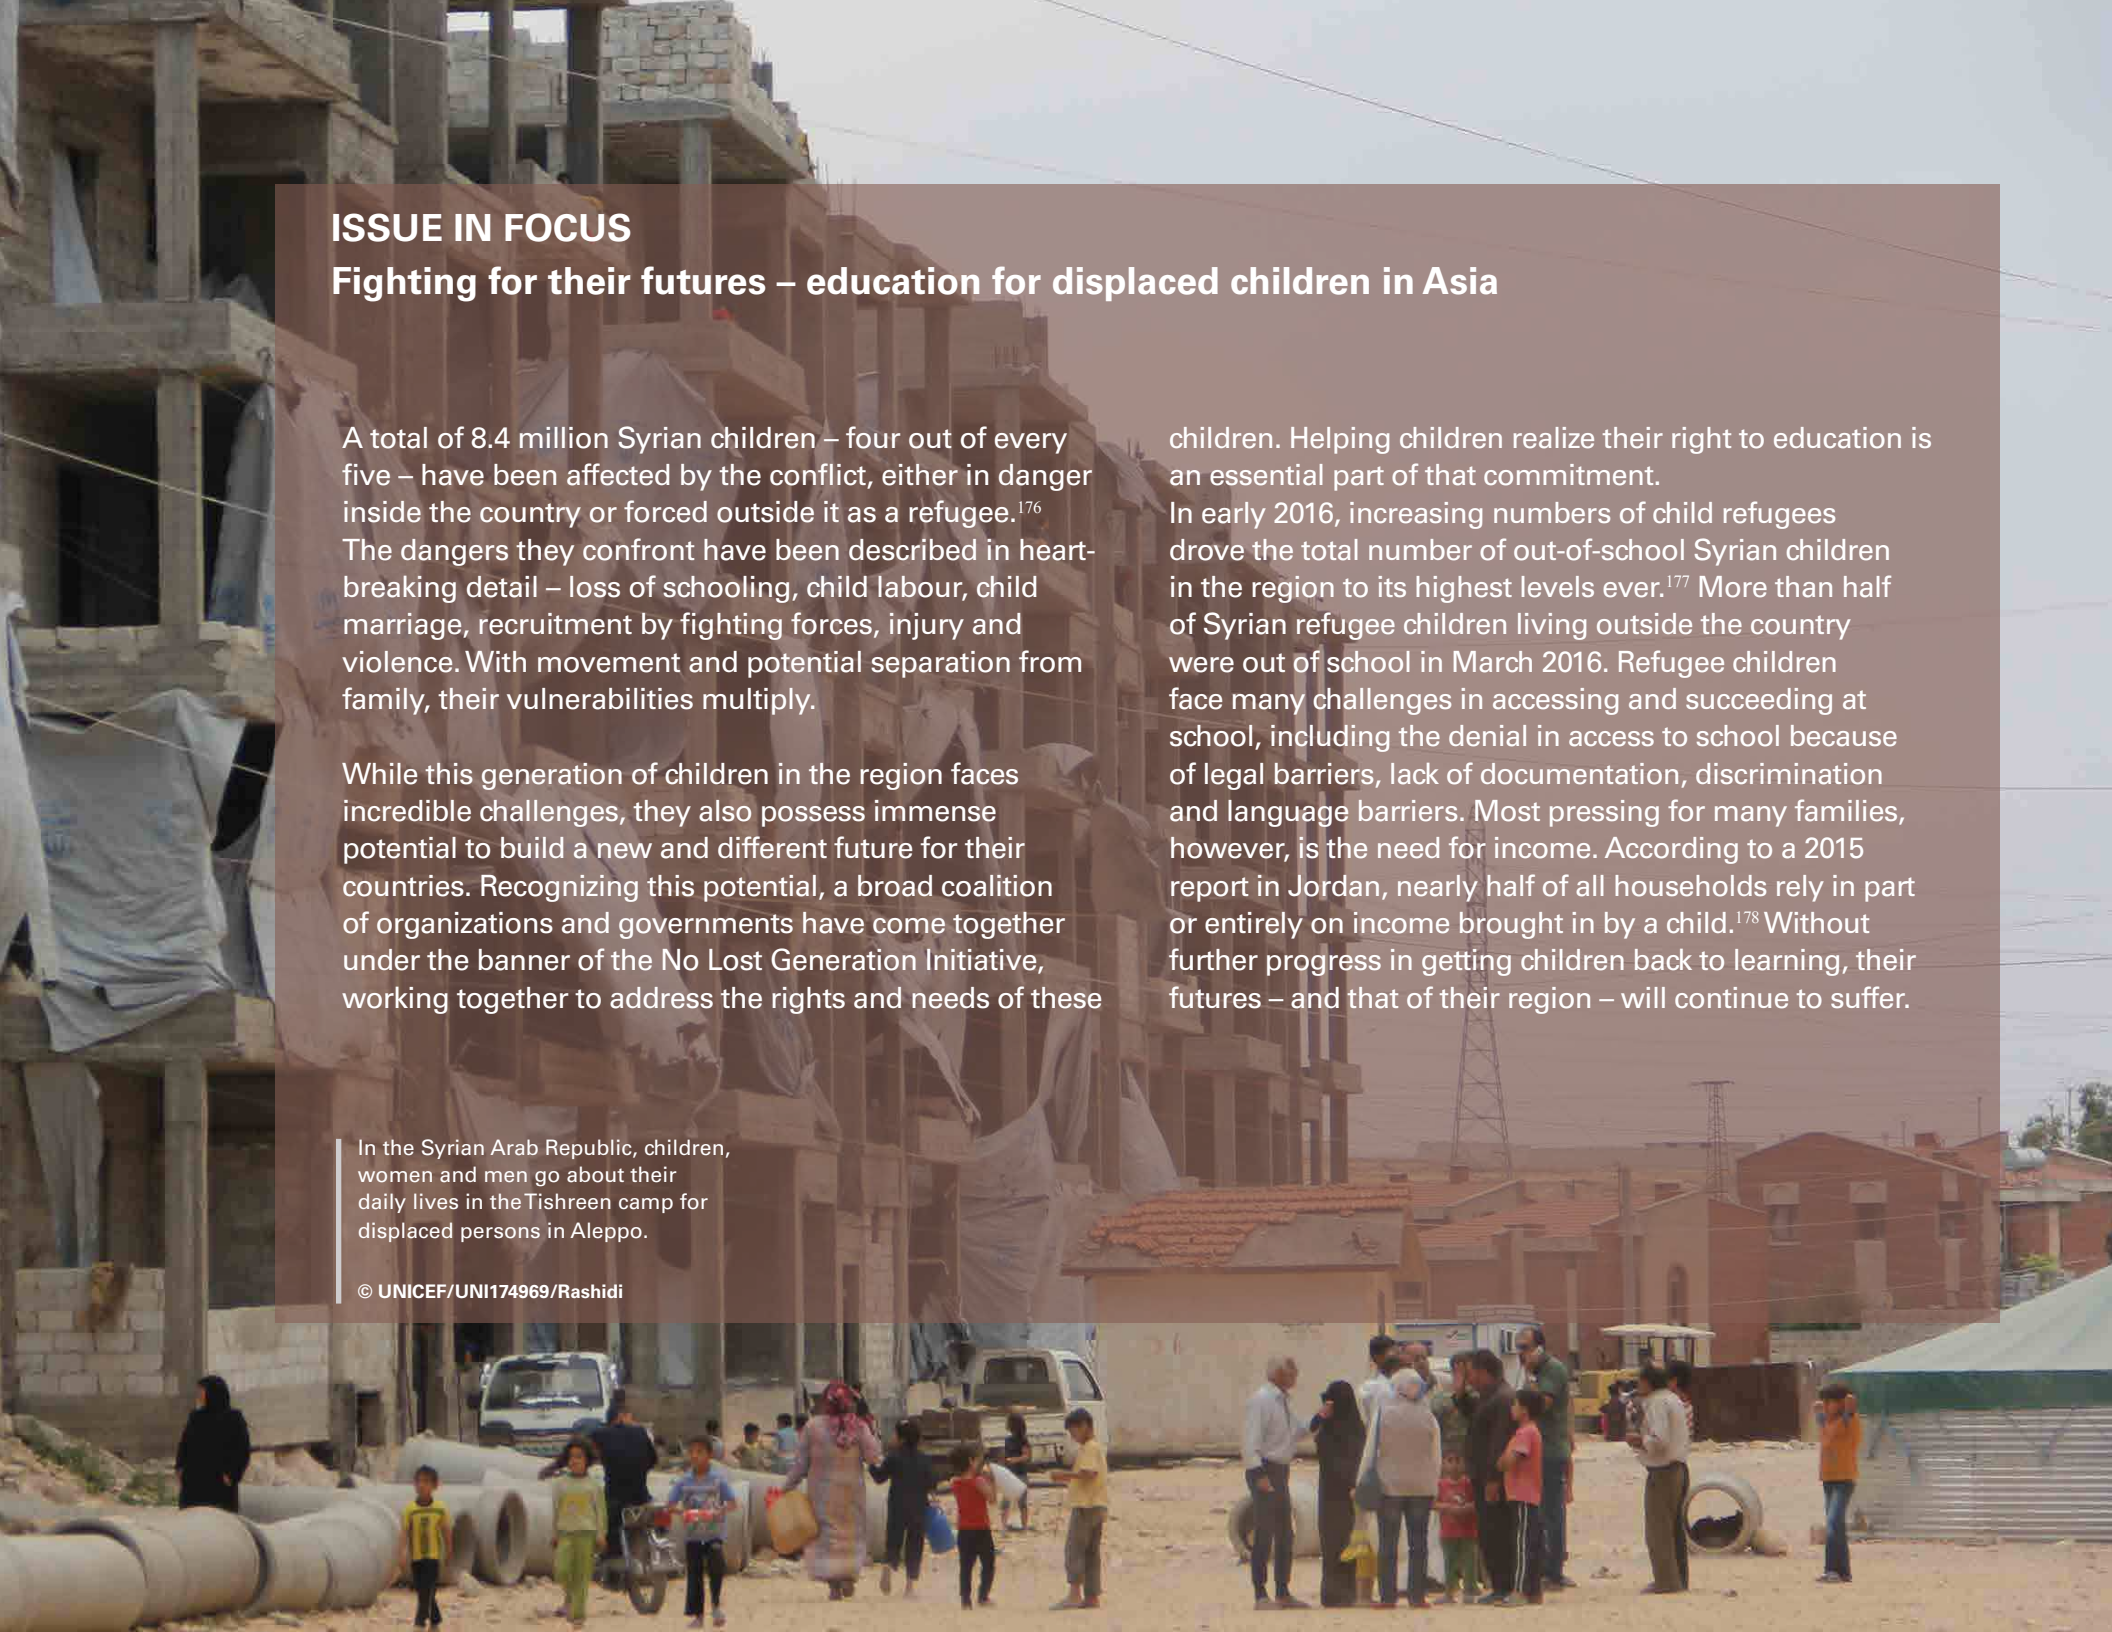 ISSUE IN FOCUS
Fighting for their futures – education for displaced children in Asia
A total of 8.4 million Syrian children – four out of every
five – have been affected by the conflict, either in danger
inside the country or forced outside it as a refugee.176
The dangers they confront have been described in heart-
breaking detail – loss of schooling, child labour, child
marriage, recruitment by fighting forces, injury and
violence. With movement and potential separation from
family, their vulnerabilities multiply.
While this generation of children in the region faces
incredible challenges, they also possess immense
potential to build a new and different future for their
countries. Recognizing this potential, a broad coalition
of organizations and governments have come together
under the banner of the No Lost Generation Initiative,
working together to address the rights and needs of these
children. Helping children realize their right to education is
an essential part of that commitment.
In early 2016, increasing numbers of child refugees
drove the total number of out-of-school Syrian children
in the region to its highest levels ever.177 More than half
of Syrian refugee children living outside the country
were out of school in March 2016. Refugee children
face many challenges in accessing and succeeding at
school, including the denial in access to school because
of legal barriers, lack of documentation, discrimination
and language barriers. Most pressing for many families,
however, is the need for income. According to a 2015
report in Jordan, nearly half of all households rely in part
or entirely on income brought in by a child.178 Without
further progress in getting children back to learning, their
futures – and that of their region – will continue to suffer.
In the Syrian Arab Republic, children,
women and men go about their
daily lives in the Tishreen camp for
displaced persons in Aleppo.
© UNICEF/UNI174969/Rashidi